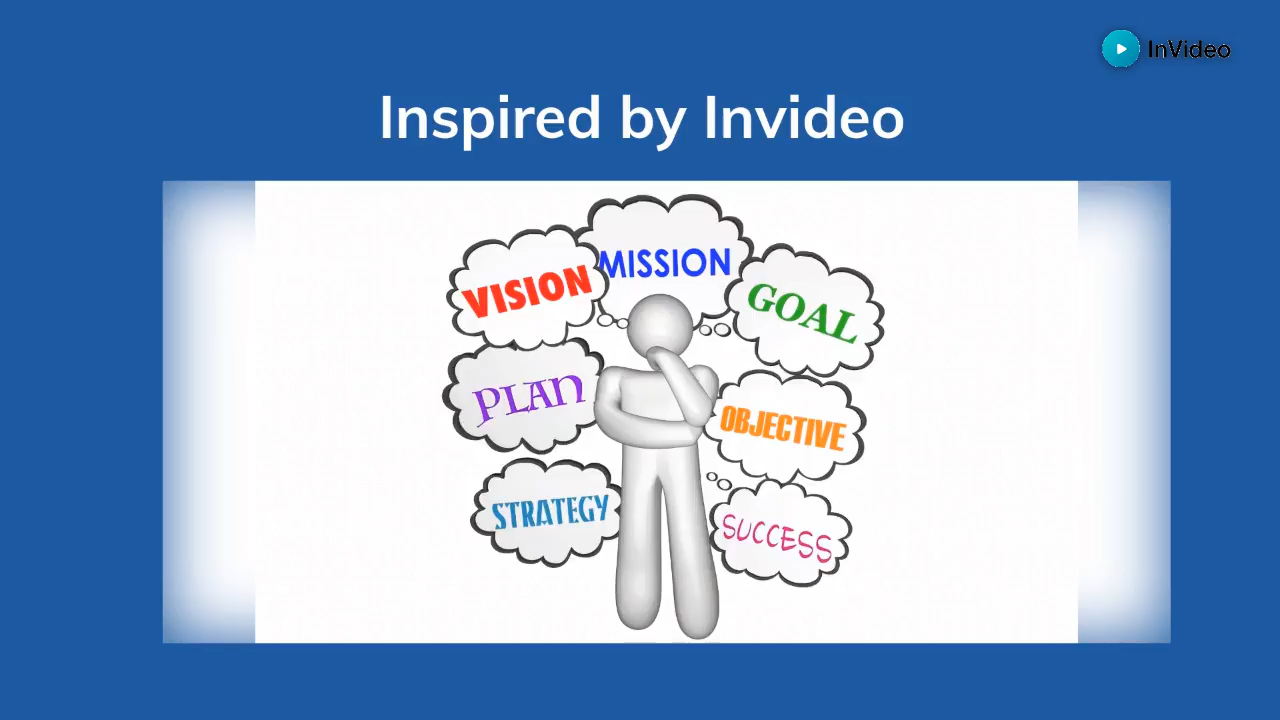 InVideo
Inspired by Invideo
MISSION
VISION
GOAL
PLAN
OBJECTIVE
STRATEGY
SUCCESS